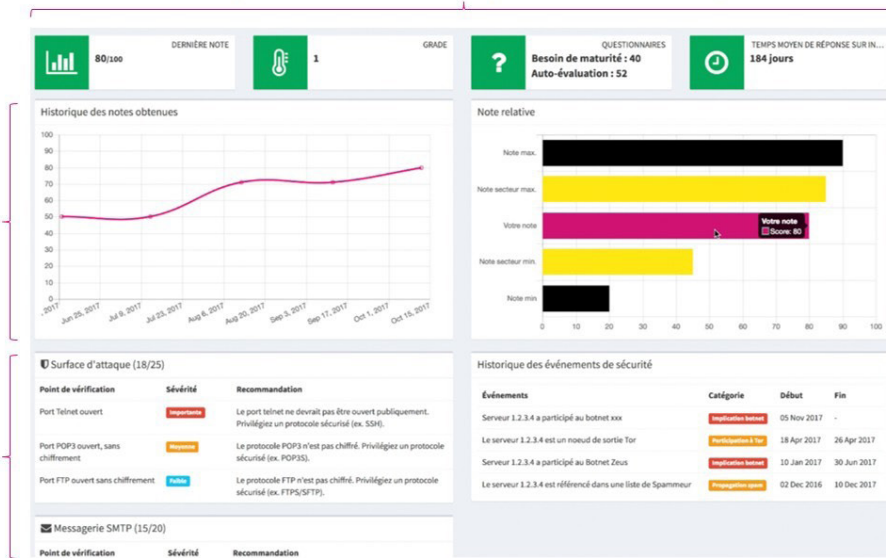 DERNIÈRE NOTE
80/100
GRADE
1
QUESTIONNAIRES
Besoin de maturité : 40
Auto-évaluation : 52
TEMPS MOYEN DE RÉPONSE SUR IN...
184 jours
Historique des notes obtenues
100
90
80
70
60
50
40
30
20
10
0
, 2017
Jun 25, 2017
Jul 9, 2017
Jul 23, 2017
Aug 6, 2017
Aug 20, 2017
Sep 3, 2017
Sep 17, 2017
Oct 1, 2017
Oct 15, 2017
Note relative
Note max.
Note secteur max.
Votre note
Note secteur min.
Note min
Votre note
Score: 80
0 10 20 30 40 50 60 70 80 90 100
Surface d'attaque (18/25)
Point de vérification Sévérité Recommandation
Port Telnet ouvert Importante Le port telnet ne devrait pas être ouvert publiquement.
Privilégiez un protocole sécurisé (ex. SSH).
Port POP3 ouvert, sans Moyenne Le protocole POP3 n'est pas chiffré. Privilégiez un protocole
chiffrement sécurisé (ex. POP3S).
Port FTP ouvert sans chiffrement Faible Le protocole FTP n'est pas chiffré. Privilégiez un protocole
sécurisé (ex. FTPS/SFTP).
Messagerie SMTP (15/20)
Point de vérification Sévérité Recommandation
Historique des événements de sécurité
Événements Catégorie Début Fin
Serveur 1.2.3.4 a participé au botnet xxx Implication botnet 05 Nov 2017 -
Le serveur 1.2.3.4 est un noeud de sortie Tor Participation à Tor 18 Apr 2017 26 Apr 2017
Serveur 1.2.3.4 a participé au Botnet Zeus Implication botnet 10 Jan 2017 30 Jun 2017
Le serveur 1.2.3.4 est référencé dans une liste de Spammeur Propagation spam 02 Dec 2016 10 Dec 2017